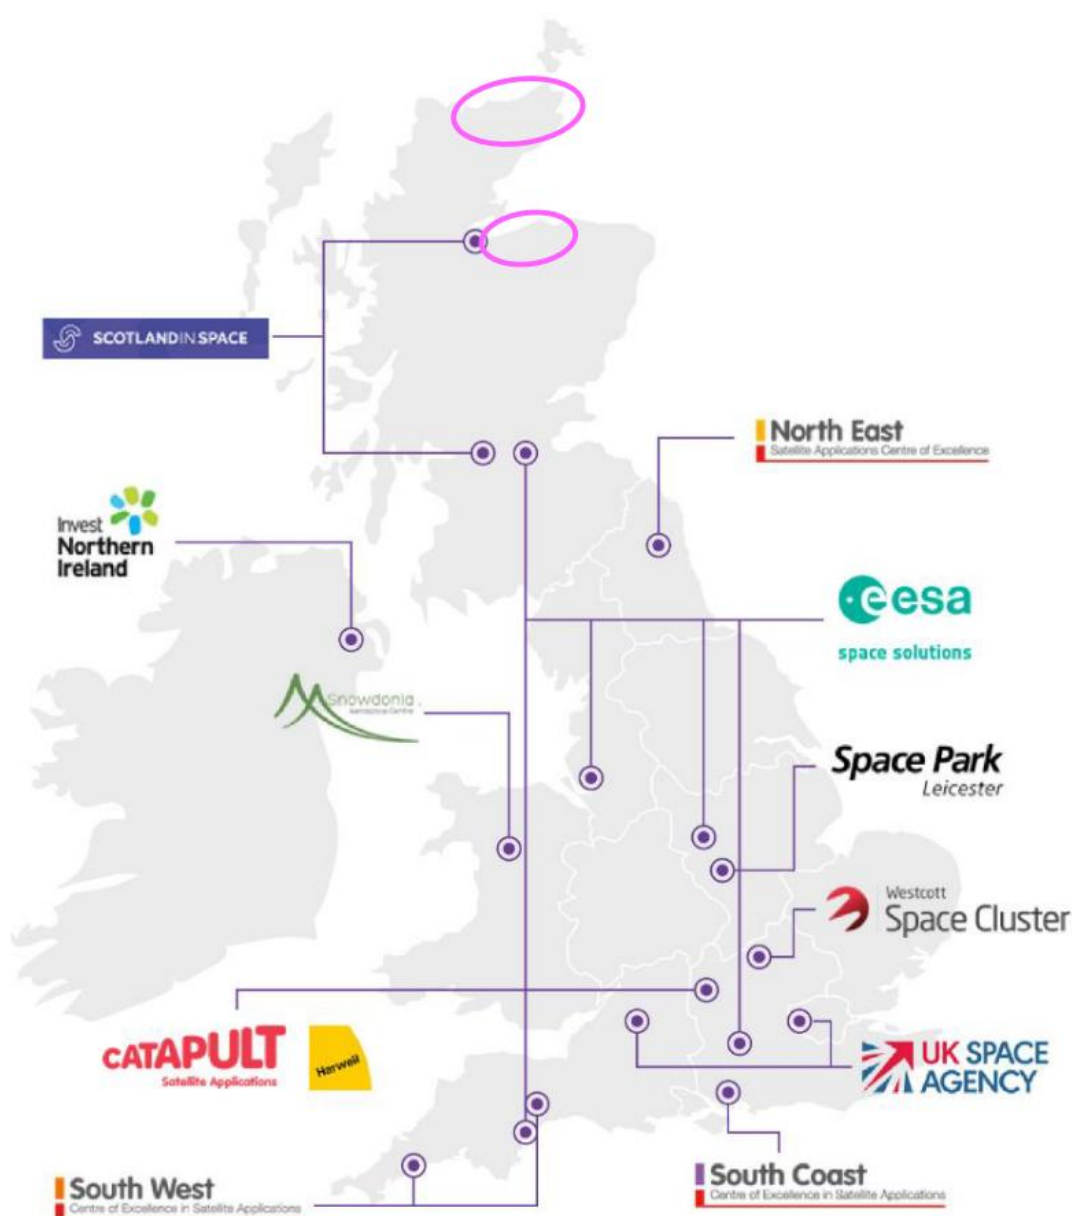 SCOTLANDINSPACE
North East
Satellite Applications Centre of Excellence
Invest
Northern
Ireland
esa
space solutions
Snowdonia
Aerospace Centre
Space Park
Leicester
Westcott
Space Cluster
CATAPULT
Satellite Applications
Harwell
UK SPACE
AGENCY
South West
Centre of Excellence in Satellite Applications
South Coast
Centre of Excellence in Satellite Applications